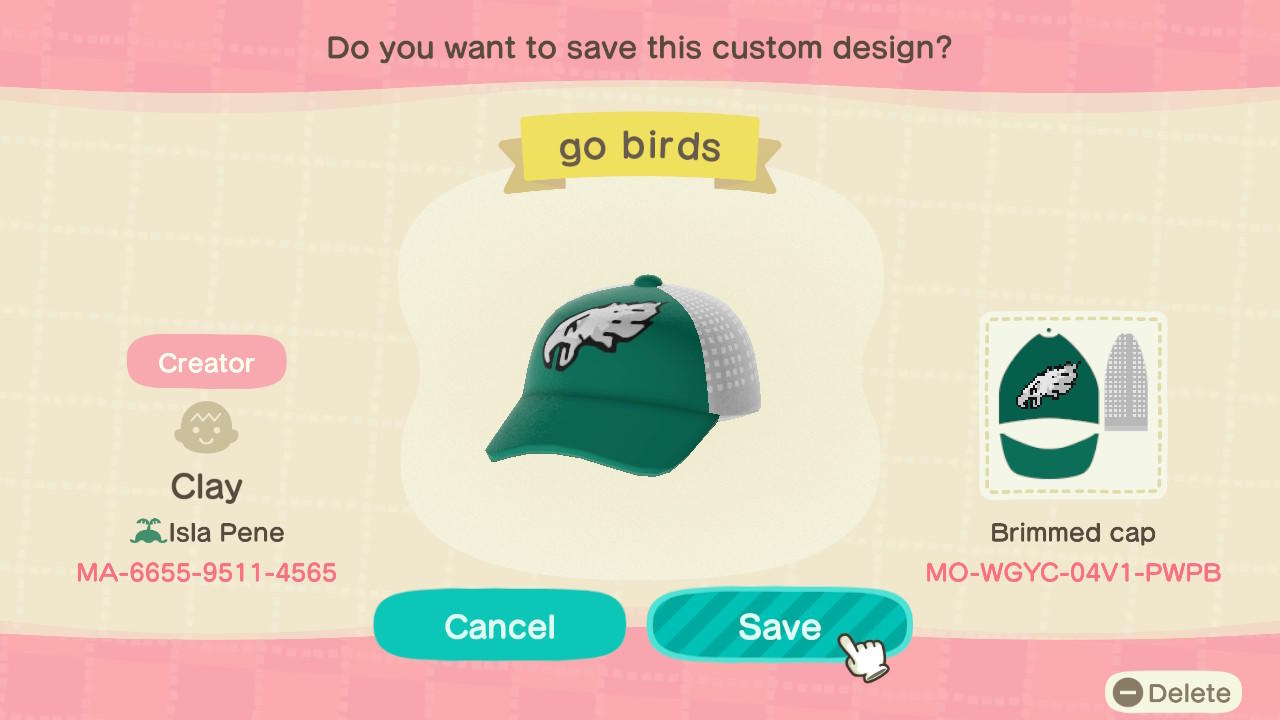 Do you want to save this custom design?
go birds
Creator
Clay
Isla Pene
MA-6655-9511-4565
Brimmed cap
MO-WGYC-04V1-PWPB
Cancel
Save
Delete